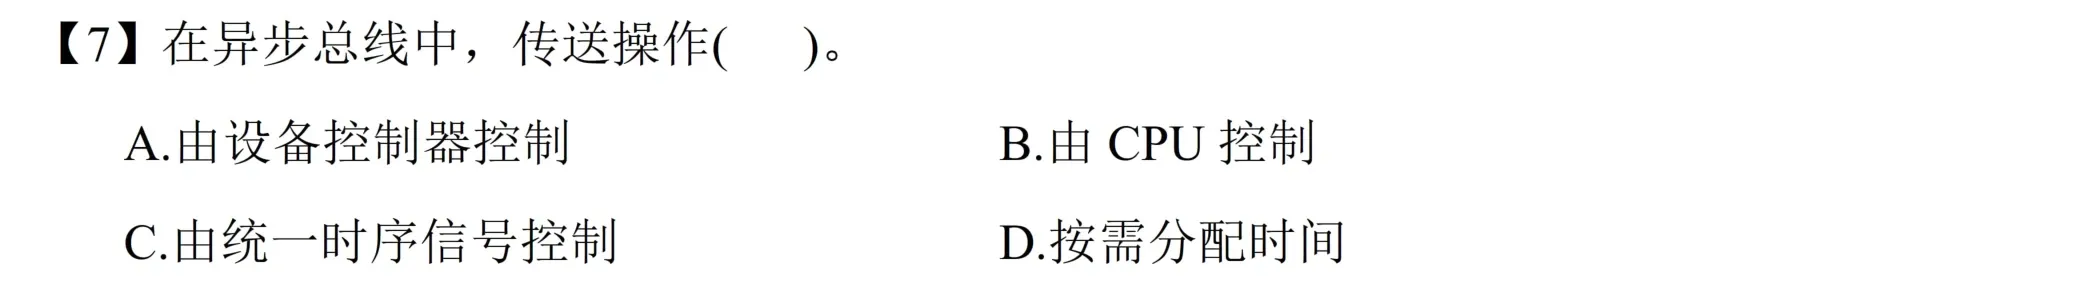 【7】在异步总线中，传送操作(    )。
A.由设备控制器控制    B.由 CPU 控制
C.由统一时序信号控制    D.按需分配时间